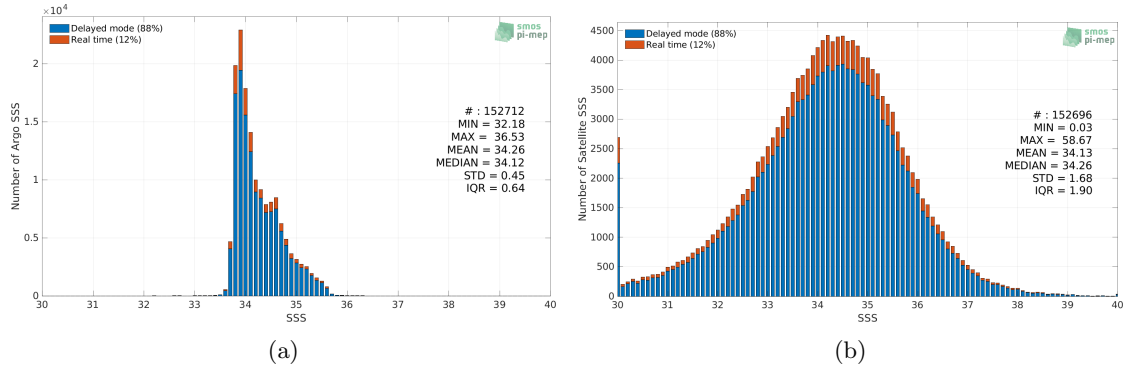 ×10^4
Delayed mode (88%)
Real time (12%)
smos
pi-mep
2
1.5
1
0.5
0
Number of Argo SSS
# : 152712
MIN = 32.18
MAX = 36.53
MEAN = 34.26
MEDIAN = 34.12
STD = 0.45
IQR = 0.64
30 31 32 33 34 35 36 37 38 39 40
SSS
(a)
Delayed mode (88%)
Real time (12%)
smos
pi-mep
4500
4000
3500
3000
2500
2000
1500
1000
500
0
Number of Satellite SSS
# : 152696
MIN = 0.03
MAX = 58.67
MEAN = 34.13
MEDIAN = 34.26
STD = 1.68
IQR = 1.90
30 31 32 33 34 35 36 37 38 39 40
SSS
(b)